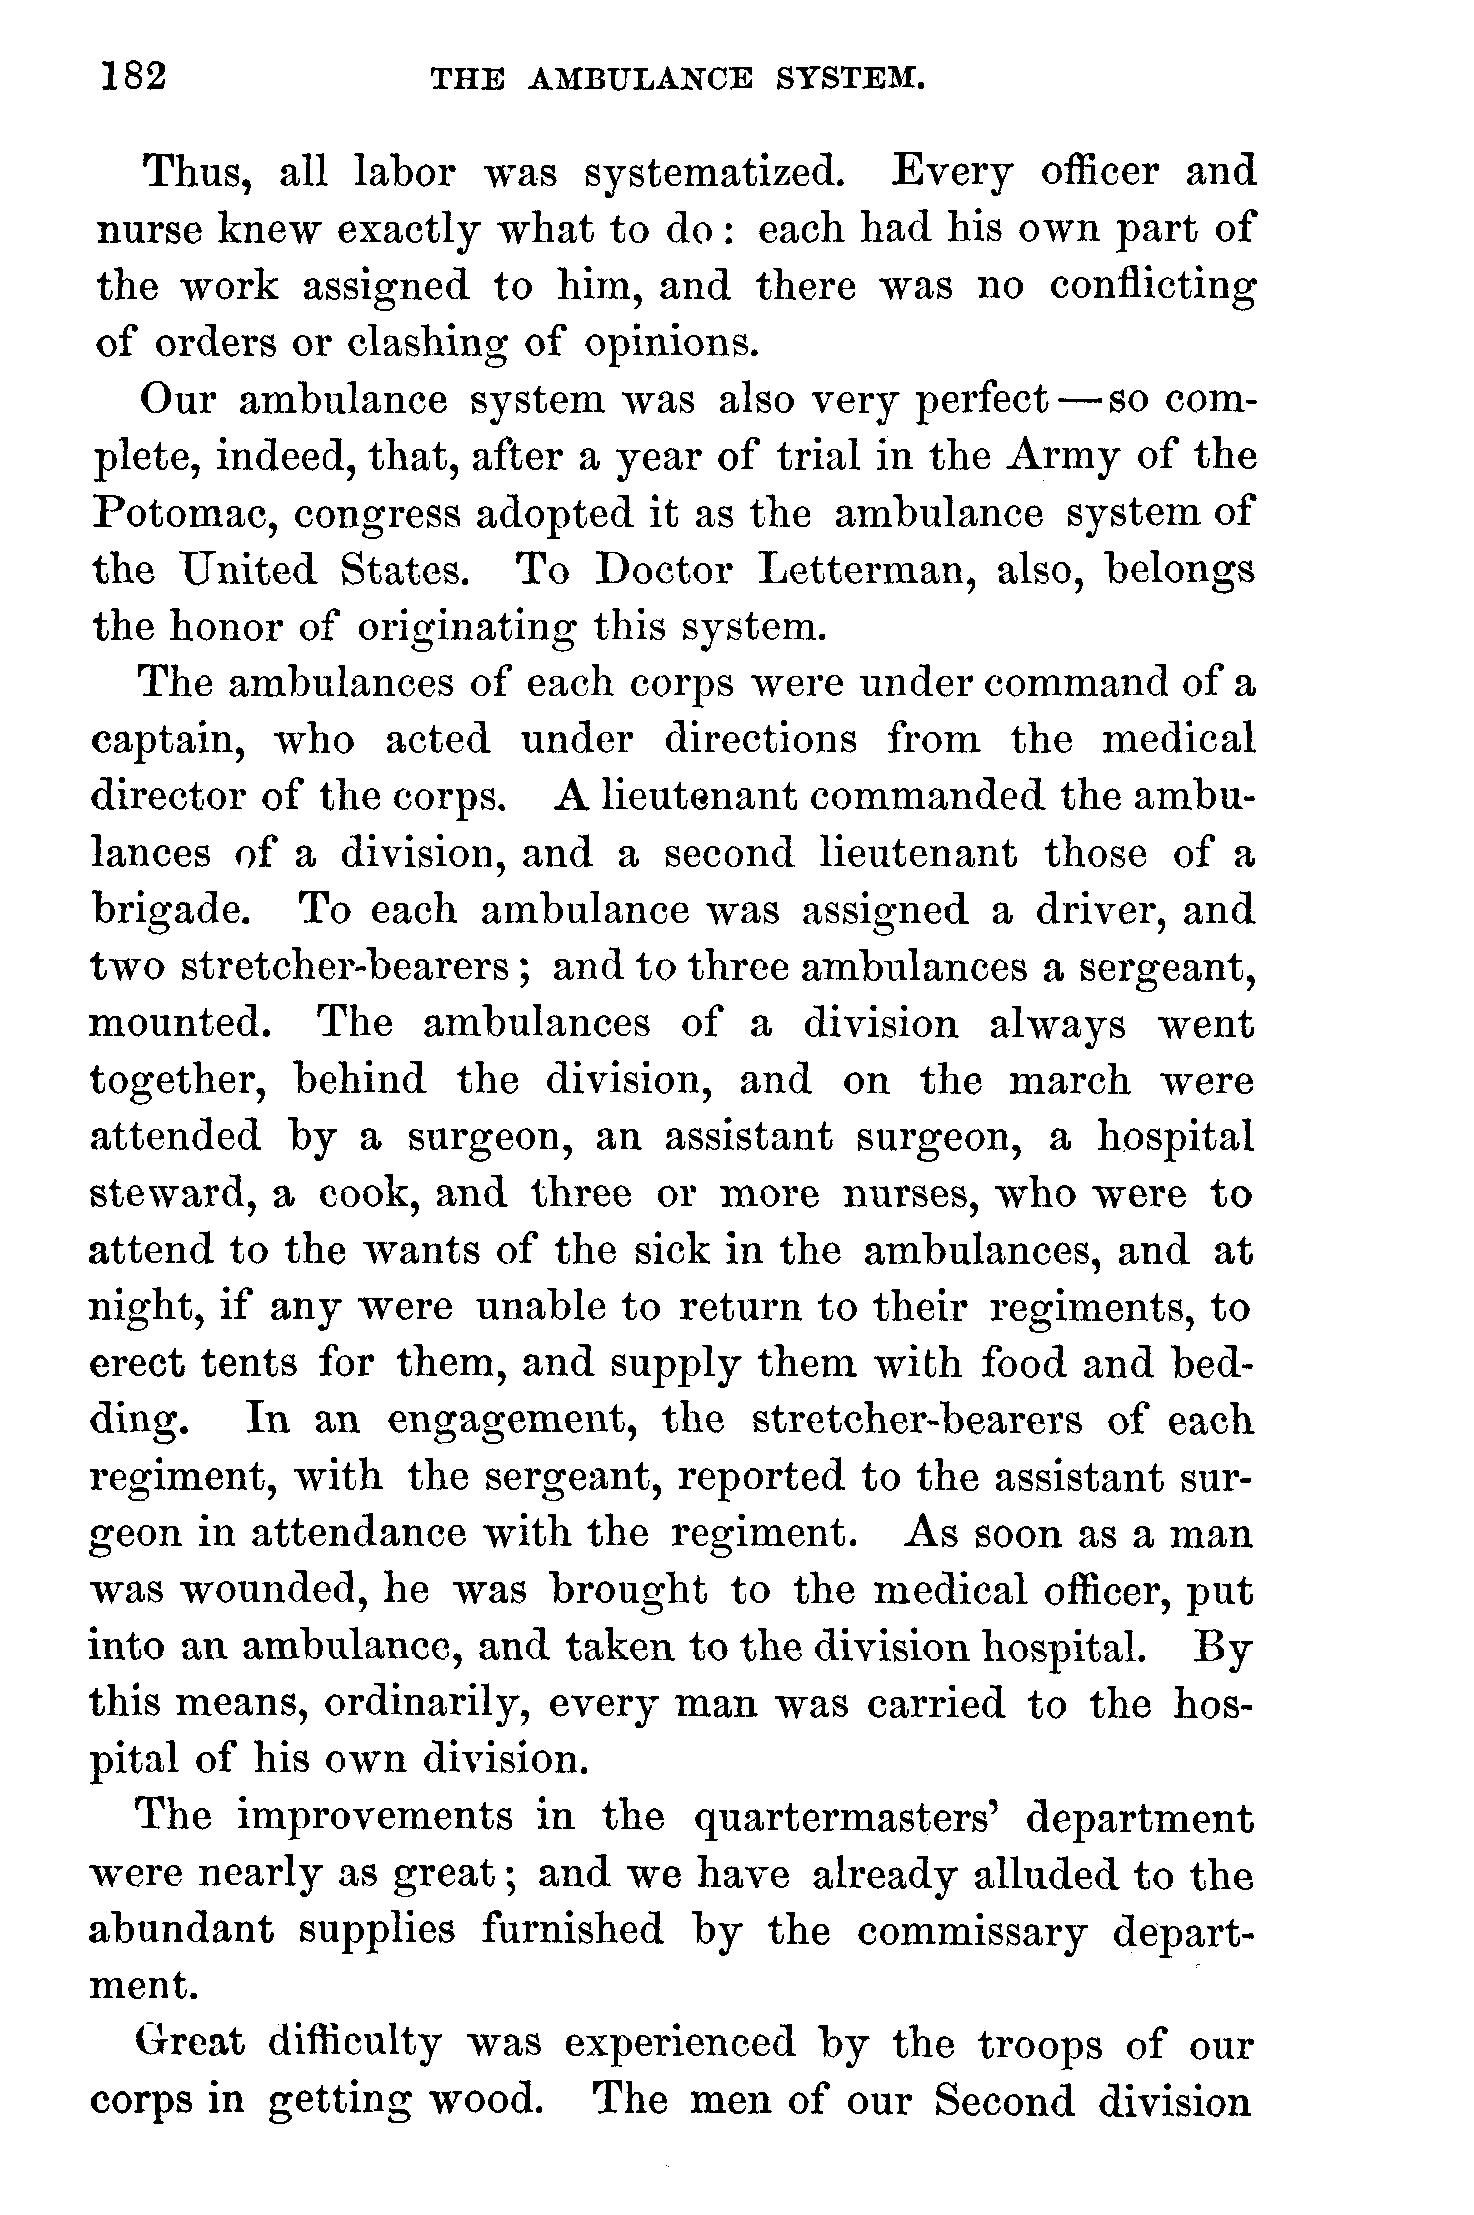 182 THE AMBULANCE SYSTEM.
Thus, all labor was systematized. Every officer and
nurse knew exactly what to do: each had his own part of
the work assigned to him, and there was no conflicting
of orders or clashing of opinions.
Our ambulance system was also very perfect—so com-
plete, indeed, that, after a year of trial in the Army of the
Potomac, congress adopted it as the ambulance system of
the United States. To Doctor Letterman, also, belongs
the honor of originating this system.
The ambulances of each corps were under command of a
captain, who acted under directions from the medical
director of the corps. A lieutenant commanded the ambu-
lances of a division, and a second lieutenant those of a
brigade. To each ambulance was assigned a driver, and
two stretcher-bearers; and to three ambulances a sergeant,
mounted. The ambulances of a division always went
together, behind the division, and on the march were
attended by a surgeon, an assistant surgeon, a hospital
steward, a cook, and three or more nurses, who were to
attend to the wants of the sick in the ambulances, and at
night, if any were unable to return to their regiments, to
erect tents for them, and supply them with food and bed-
ding. In an engagement, the stretcher-bearers of each
regiment, with the sergeant, reported to the assistant sur-
geon in attendance with the regiment. As soon as a man
was wounded, he was brought to the medical officer, put
into an ambulance, and taken to the division hospital. By
this means, ordinarily, every man was carried to the hos-
pital of his own division.
The improvements in the quartermasters' department
were nearly as great; and we have already alluded to the
abundant supplies furnished by the commissary depart-
ment.
Great difficulty was experienced by the troops of our
corps in getting wood. The men of our Second division